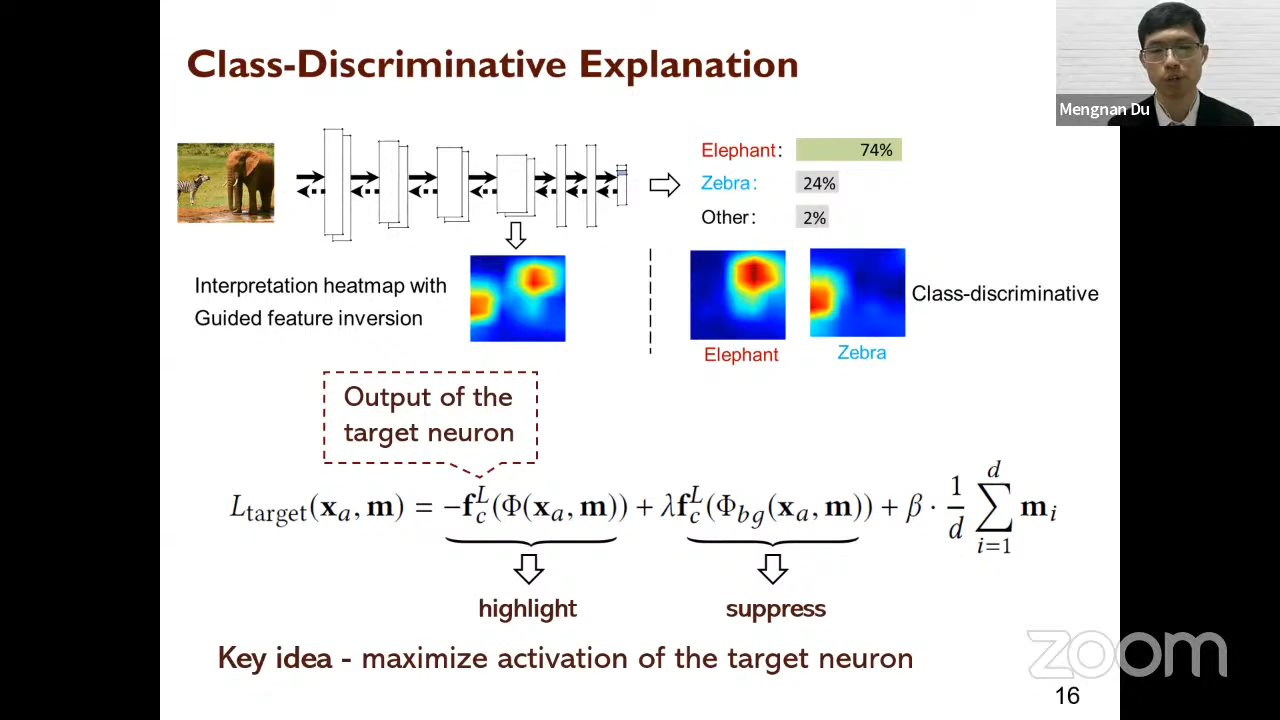 Class-Discriminative Explanation
Mengnan Du
Elephant: 74%
Zebra: 24%
Other: 2%
Interpretation heatmap with
Guided feature inversion
Class-discriminative
Elephant
Zebra
Output of the
target neuron
L_target(x_a, m) = −f_c^L(Φ(x_a, m)) + λf_c^L(Φ_bg(x_a, m)) + β · 1/d ∑_{i=1}^d m_i
highlight
suppress
Key idea - maximize activation of the target neuron
zoom
16